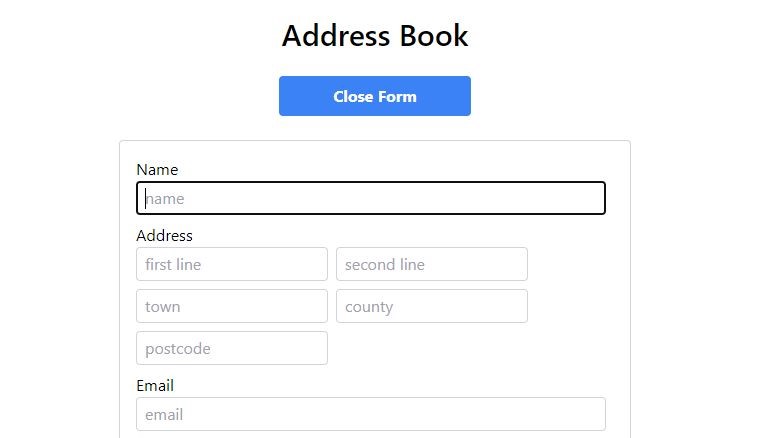 Address Book
Close Form
Name
name
Address
first line second line
town county
postcode
Email
email